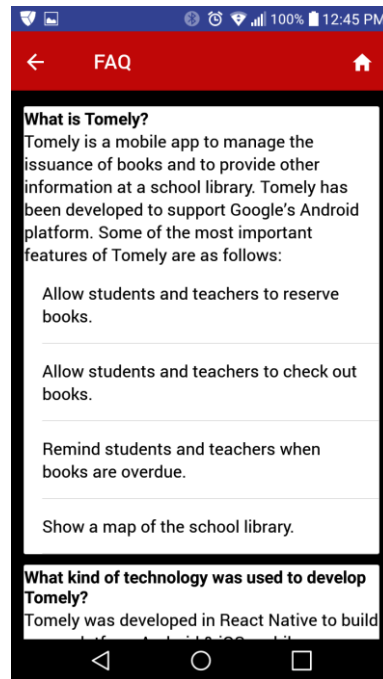 100% 12:45 PM
FAQ
What is Tomely?
Tomely is a mobile app to manage the
issuance of books and to provide other
information at a school library. Tomely has
been developed to support Google's Android
platform. Some of the most important
features of Tomely are as follows:
Allow students and teachers to reserve
books.
Allow students and teachers to check out
books.
Remind students and teachers when
books are overdue.
Show a map of the school library.
What kind of technology was used to develop
Tomely?
Tomely was developed in React Native to build